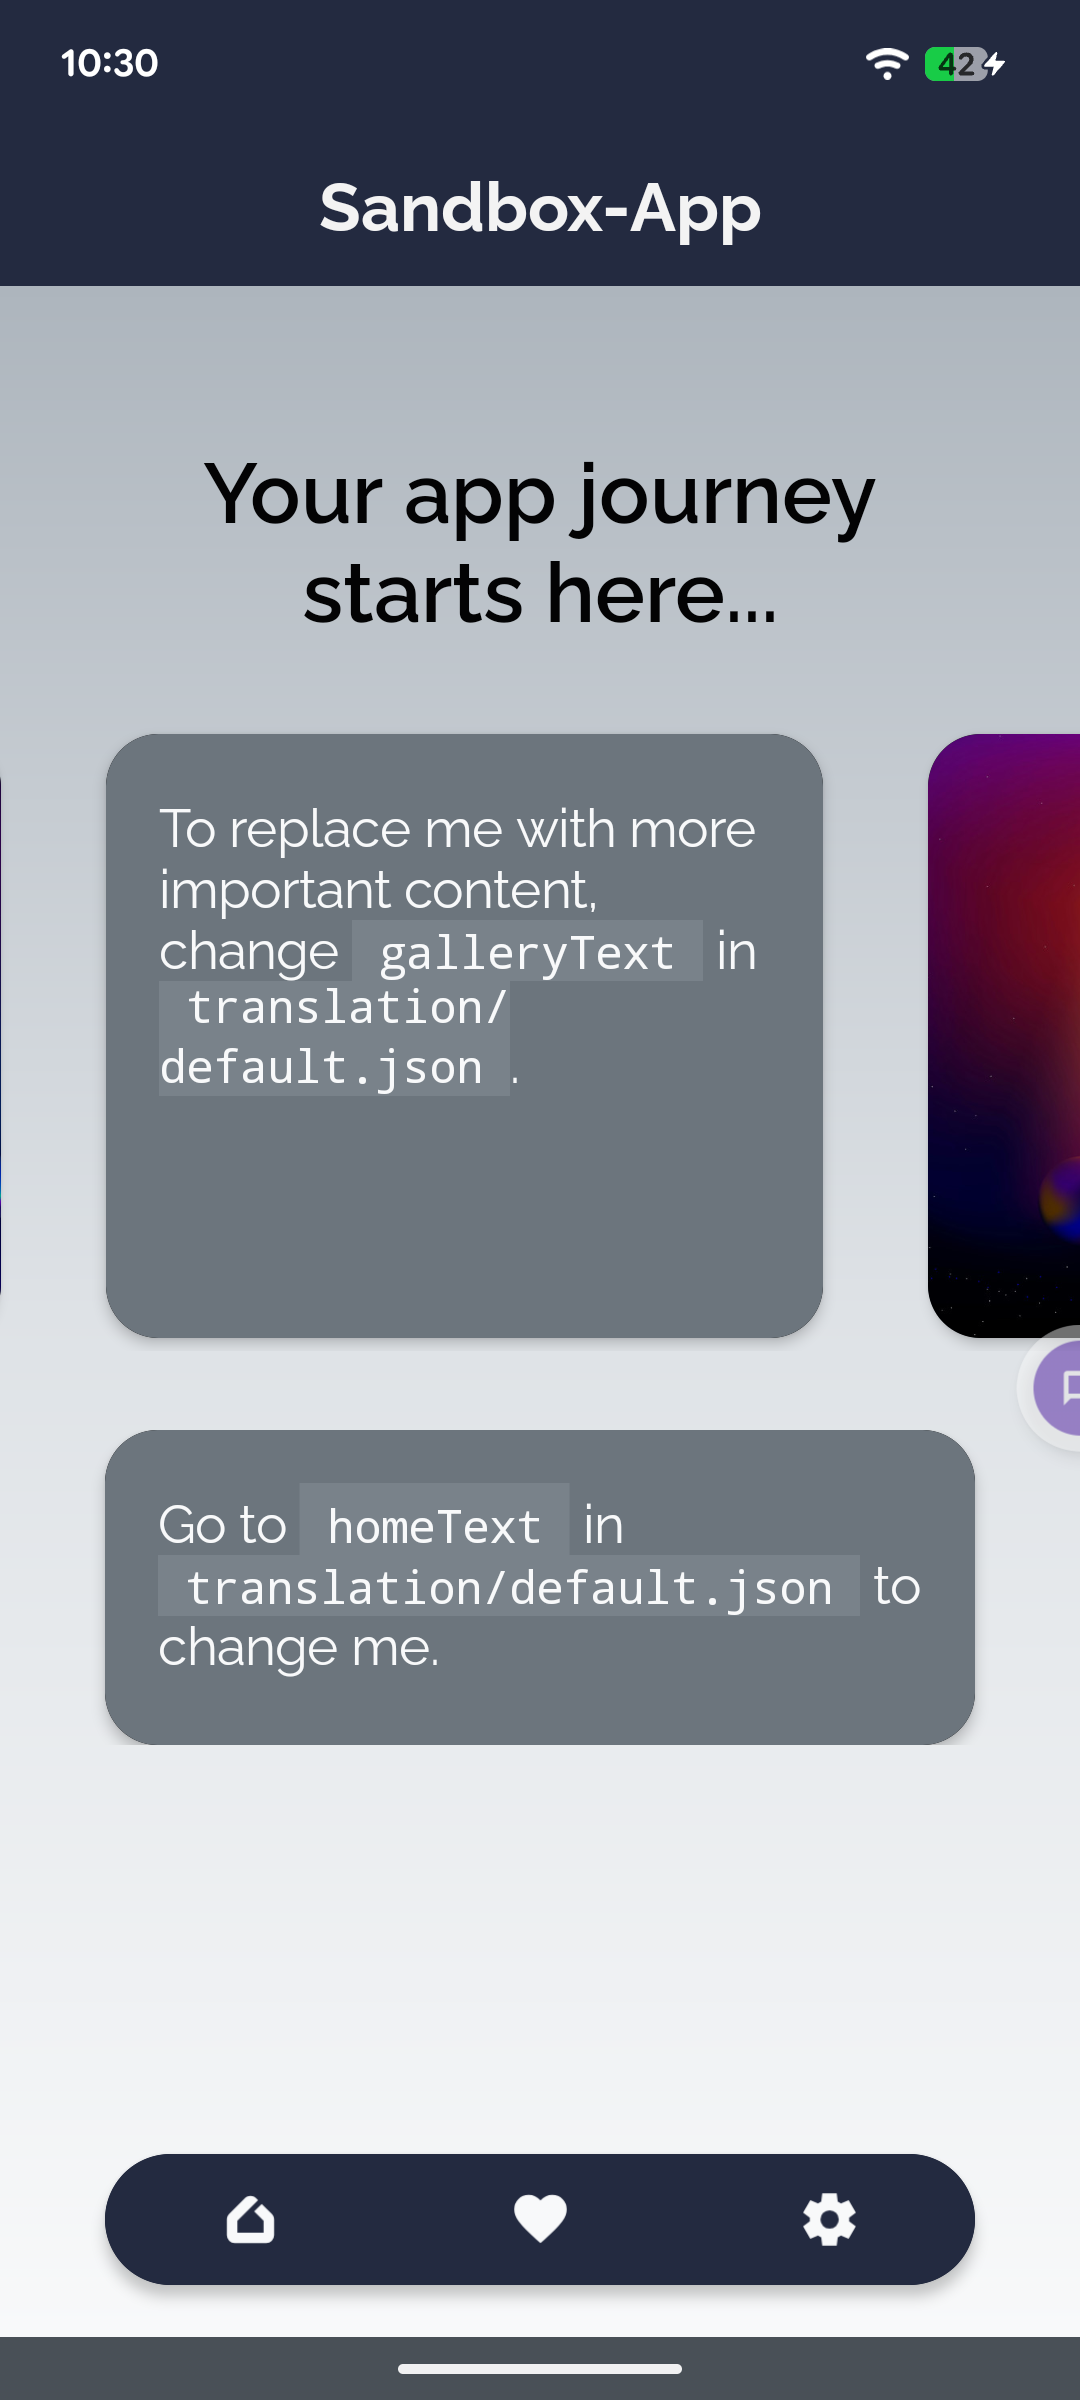 10:30
42
Sandbox-App
Your app journey
starts here...
To replace me with more
important content,
change galleryText in
translation/
default.json .
Go to homeText in
translation/default.json to
change me.